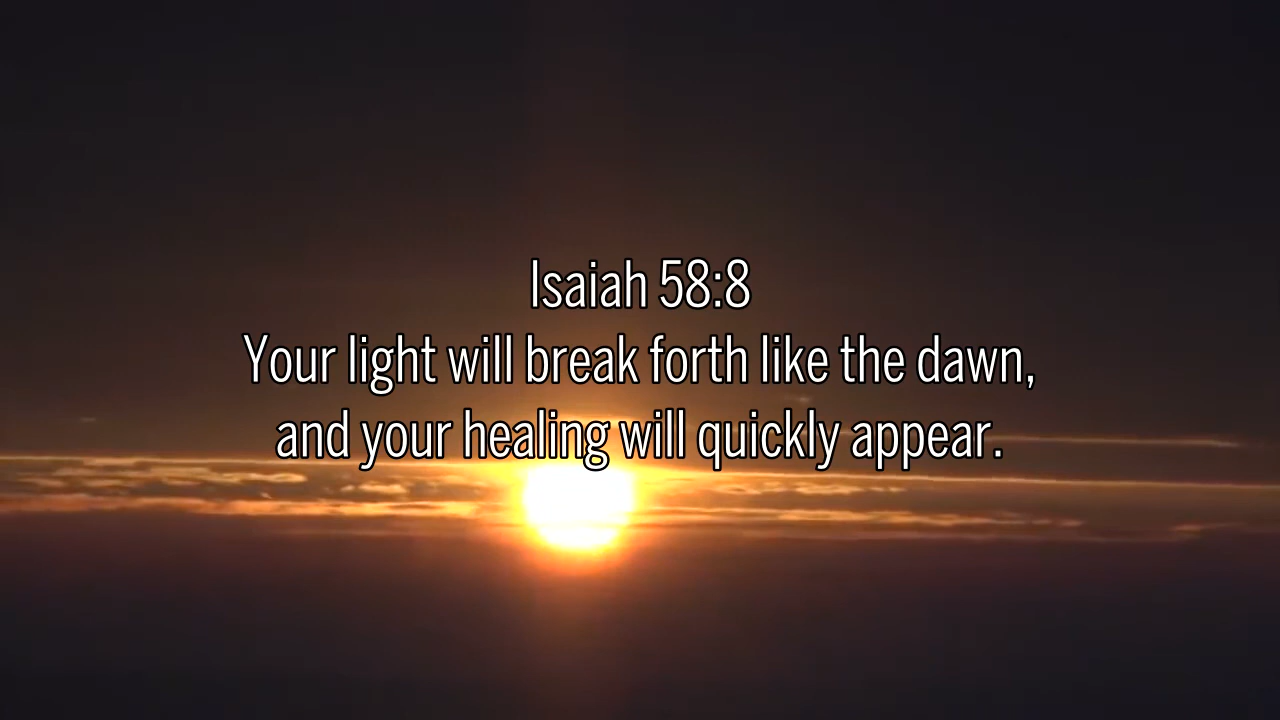 Isaiah 58:8
Your light will break forth like the dawn,
and your healing will quickly appear.